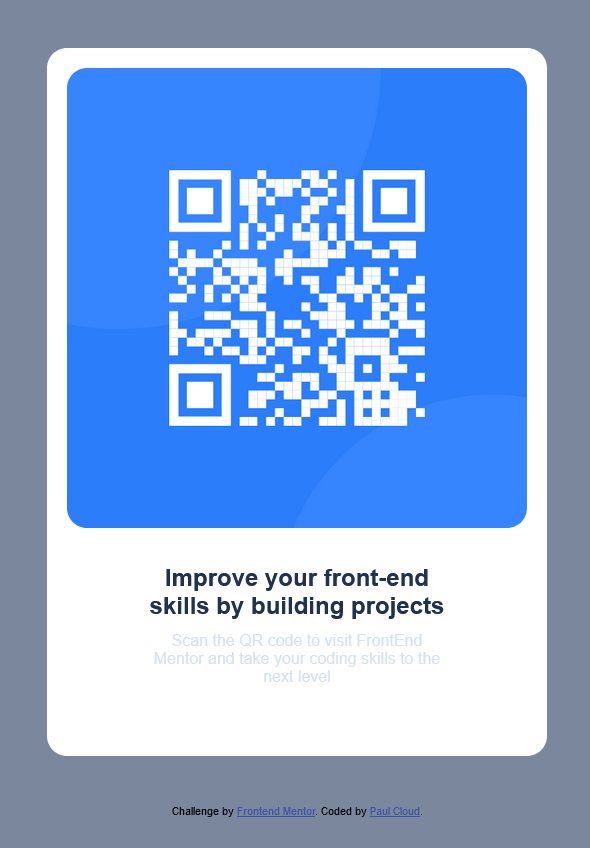 Improve your front-end
skills by building projects
Scan the QR code to visit FrontEnd
Mentor and take your coding skills to the
next level
Challenge by Frontend Mentor. Coded by Paul Cloud.